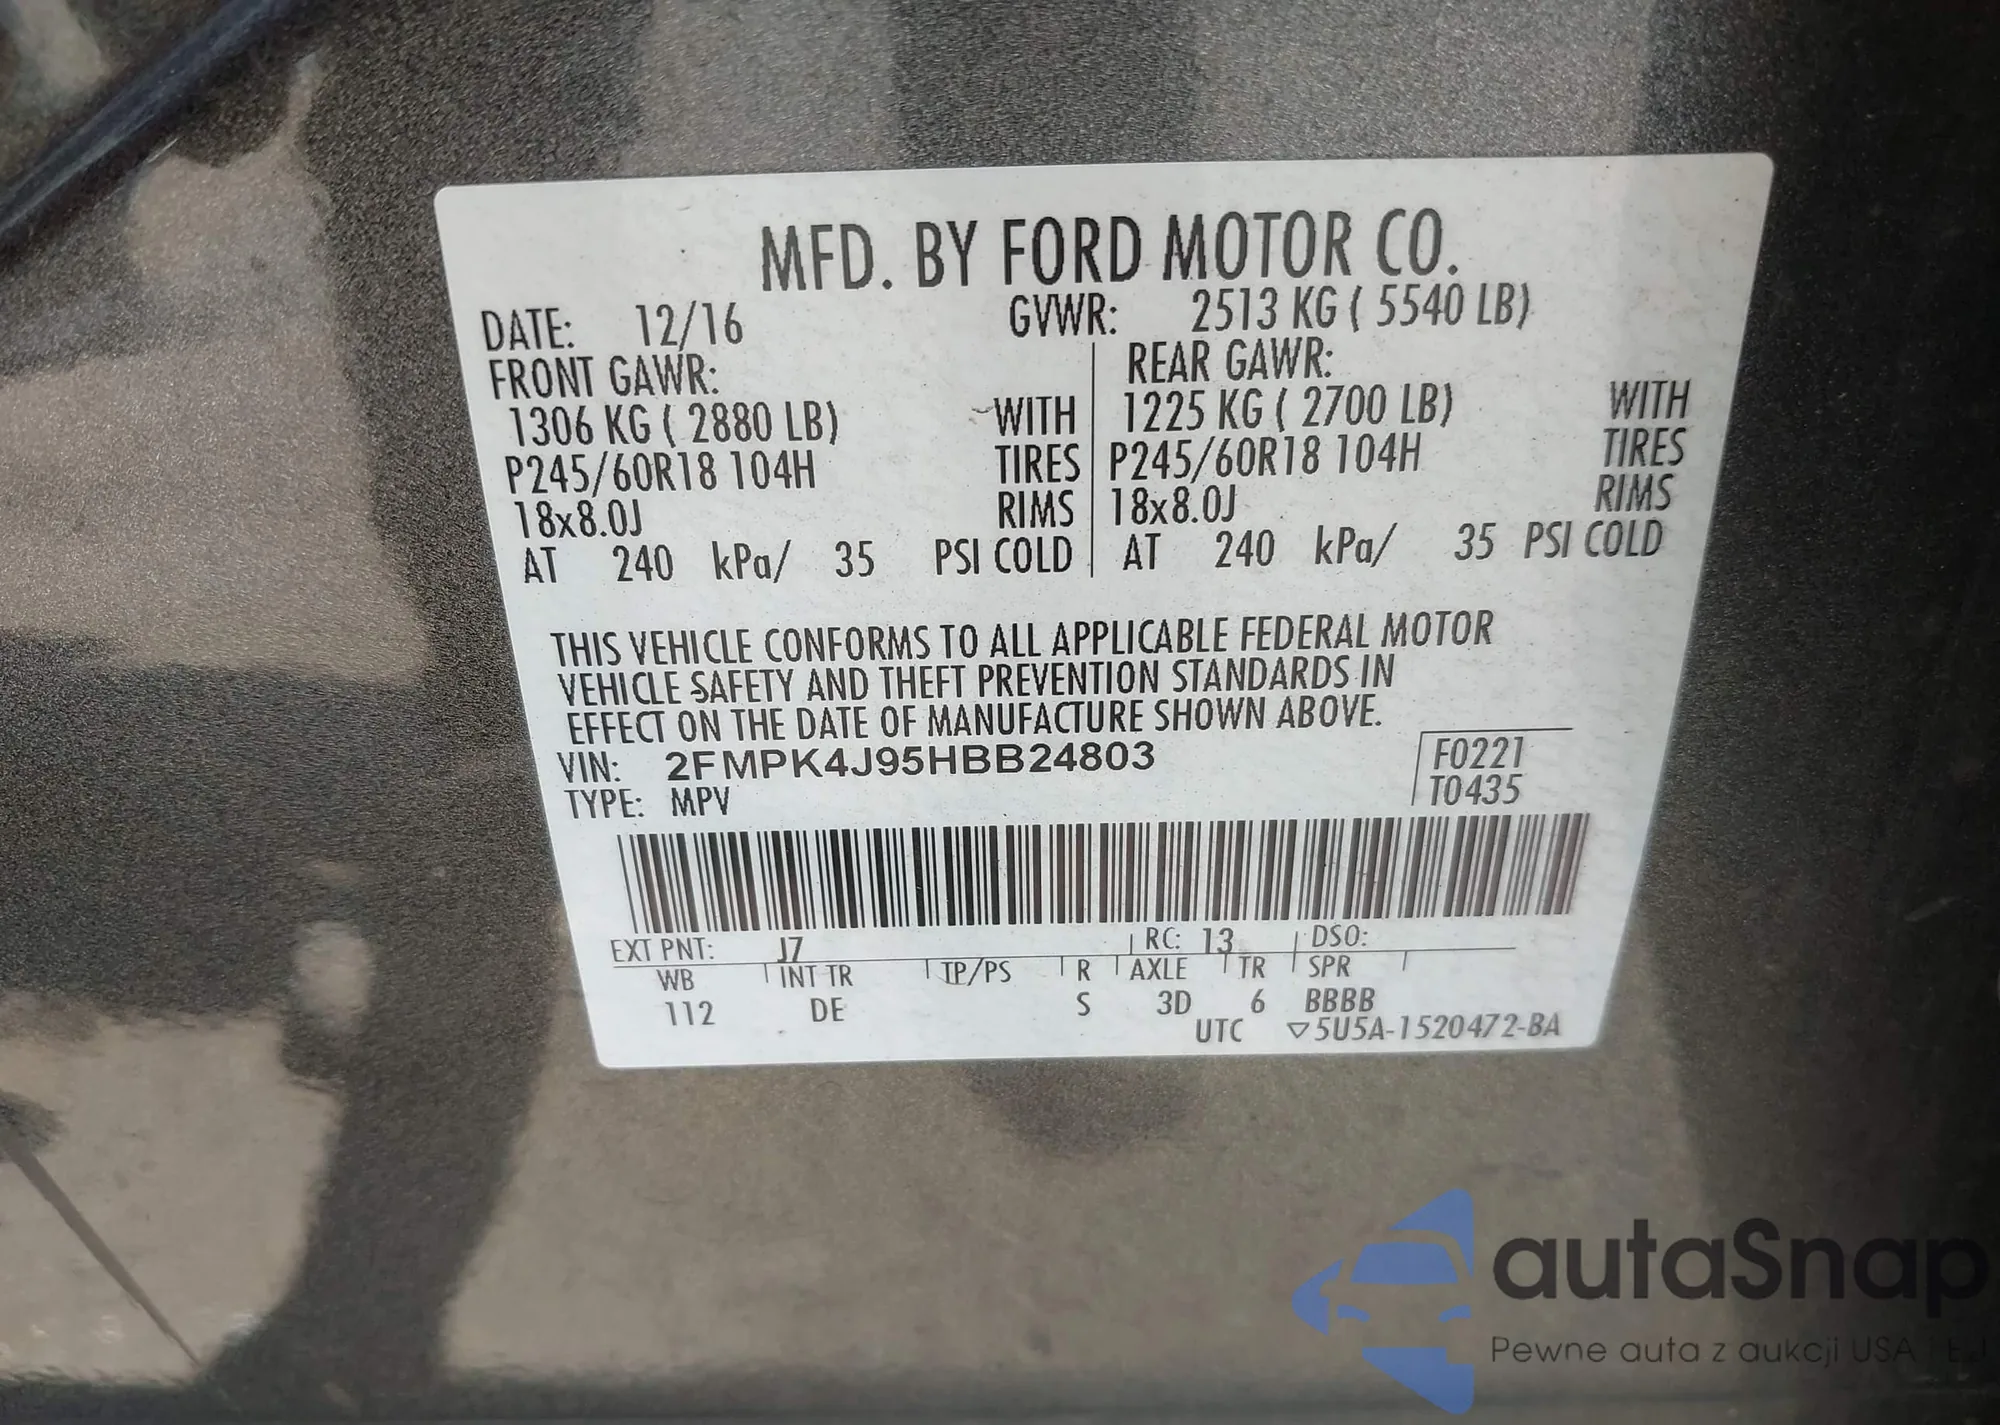 MFD. BY FORD MOTOR CO.
DATE: 12/16 GVWR: 2513 KG ( 5540 LB)
FRONT GAWR: REAR GAWR:
1306 KG ( 2880 LB) WITH 1225 KG ( 2700 LB) WITH
P245/60R18 104H TIRES P245/60R18 104H TIRES
18x8.0J RIMS 18x8.0J RIMS
AT 240 kPa/ 35 PSI COLD AT 240 kPa/ 35 PSI COLD
THIS VEHICLE CONFORMS TO ALL APPLICABLE FEDERAL MOTOR
VEHICLE SAFETY AND THEFT PREVENTION STANDARDS IN
EFFECT ON THE DATE OF MANUFACTURE SHOWN ABOVE.
VIN: 2FMPK4J95HBB24803 F0221
TYPE: MPV T0435
EXT PNT: J7 RC: 13 DSO:
WB INT TR TP/PS R AXLE TR SPR
112 DE S 3D 6 BBBB
UTC ▽5U5A-1520472-BA
autaSnap
Pewne auta z aukcji USA i EU